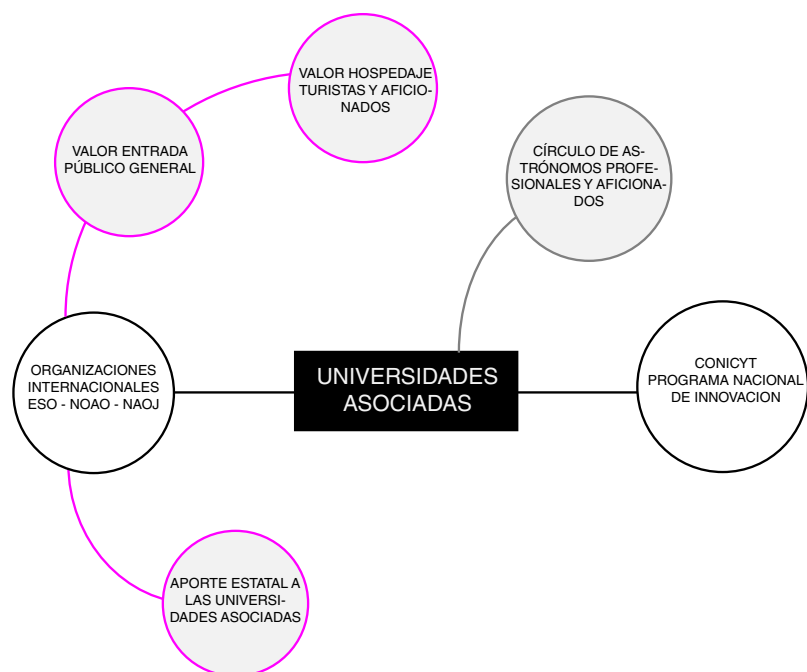 VALOR HOSPEDAJE
TURISTAS Y AFICIO-
NADOS
VALOR ENTRADA
PÚBLICO GENERAL
CÍRCULO DE AS-
TRÓNOMOS PROFE-
SIONALES Y AFICIONA-
DOS
ORGANIZACIONES
INTERNACIONALES
ESO - NOAO - NAOJ
UNIVERSIDADES
ASOCIADAS
CONICYT
PROGRAMA NACIONAL
DE INNOVACION
APORTE ESTATAL A
LAS UNIVERSI-
DADES ASOCIADAS